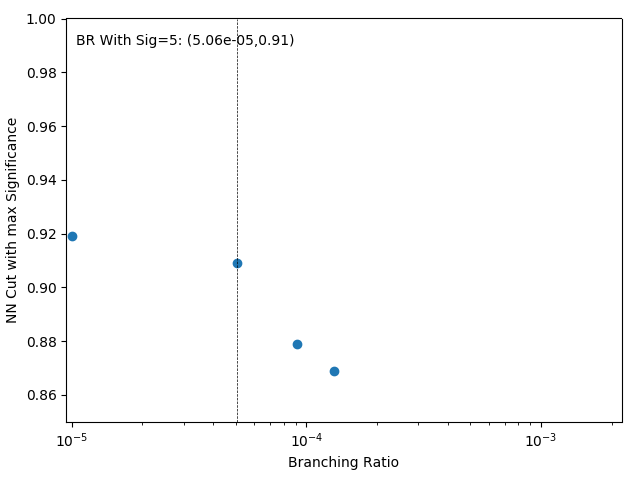 1.00
BR With Sig=5: (5.06e-05,0.91)
0.98
0.96
0.94
0.92
0.90
0.88
0.86
NN Cut with max Significance
10⁻⁵ 10⁻⁴ 10⁻³
Branching Ratio